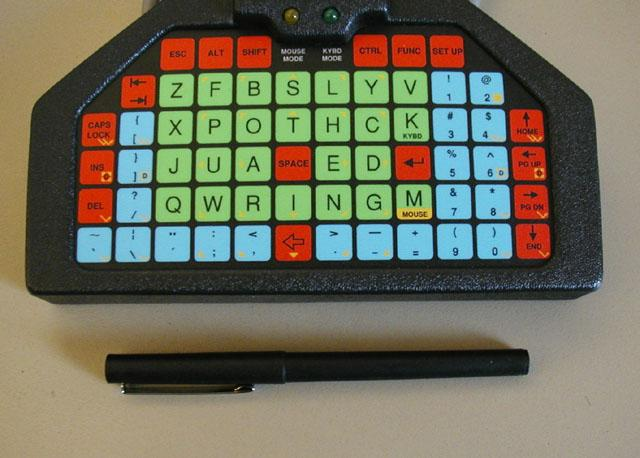 ESC ALT SHIFT MOUSE MODE KYBD MODE CTRL FUNC SET UP
Z F B S L Y V ! 1 @ 2
CAPS LOCK { [ X P O T H C K KYBD # 3 $ 4 HOME
INS } ] D J U A SPACE E D % 5 ^ 6 D PG UP
DEL ? / Q W R I N G M MOUSE & 7 * 8 PG DN
~ ` ¦ \ " ' : ; < , > . _ - + = ( 9 ) 0 END